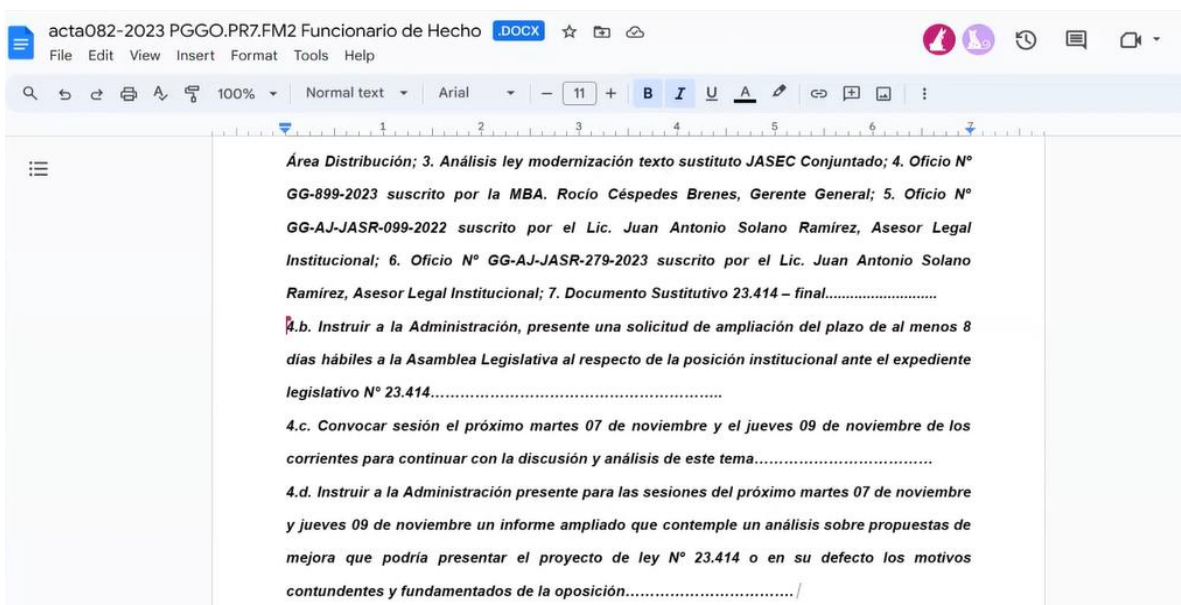 acta082-2023 PGGO.PR7.FM2 Funcionario de Hecho .DOCX
File Edit View Insert Format Tools Help
100% Normal text Arial − 11 + B I U A
1 2 3 4 5 6 7
Área Distribución; 3. Análisis ley modernización texto sustituto JASEC Conjuntado; 4. Oficio Nº
GG-899-2023 suscrito por la MBA. Rocío Céspedes Brenes, Gerente General; 5. Oficio Nº
GG-AJ-JASR-099-2022 suscrito por el Lic. Juan Antonio Solano Ramírez, Asesor Legal
Institucional; 6. Oficio Nº GG-AJ-JASR-279-2023 suscrito por el Lic. Juan Antonio Solano
Ramírez, Asesor Legal Institucional; 7. Documento Sustitutivo 23.414 – final...........................
4.b. Instruir a la Administración, presente una solicitud de ampliación del plazo de al menos 8
días hábiles a la Asamblea Legislativa al respecto de la posición institucional ante el expediente
legislativo N° 23.414…………………………………………………..
4.c. Convocar sesión el próximo martes 07 de noviembre y el jueves 09 de noviembre de los
corrientes para continuar con la discusión y análisis de este tema………………………………
4.d. Instruir a la Administración presente para las sesiones del próximo martes 07 de noviembre
y jueves 09 de noviembre un informe ampliado que contemple un análisis sobre propuestas de
mejora que podría presentar el proyecto de ley N° 23.414 o en su defecto los motivos
contundentes y fundamentados de la oposición…………………………….